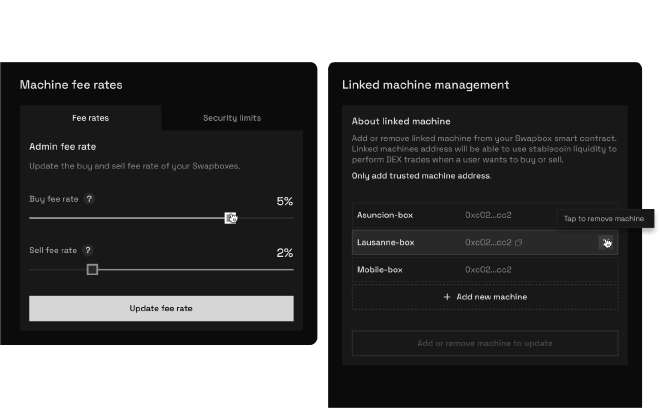 Machine fee rates
Fee rates
Security limits
Admin fee rate
Update the buy and sell fee rate of your Swapboxes.
Buy fee rate ?
5%
Sell fee rate ?
2%
Update fee rate
Linked machine management
About linked machine
Add or remove linked machine from your Swapbox smart contract.
Linked machines address will be able to use stablecoin liquidity to
perform DEX trades when a user wants to buy or sell.
Only add trusted machine address.
Asuncion-box 0xc02...cc2
Tap to remove machine
Lausanne-box 0xc02...cc2
Mobile-box 0xc02...cc2
+ Add new machine
Add or remove machine to update